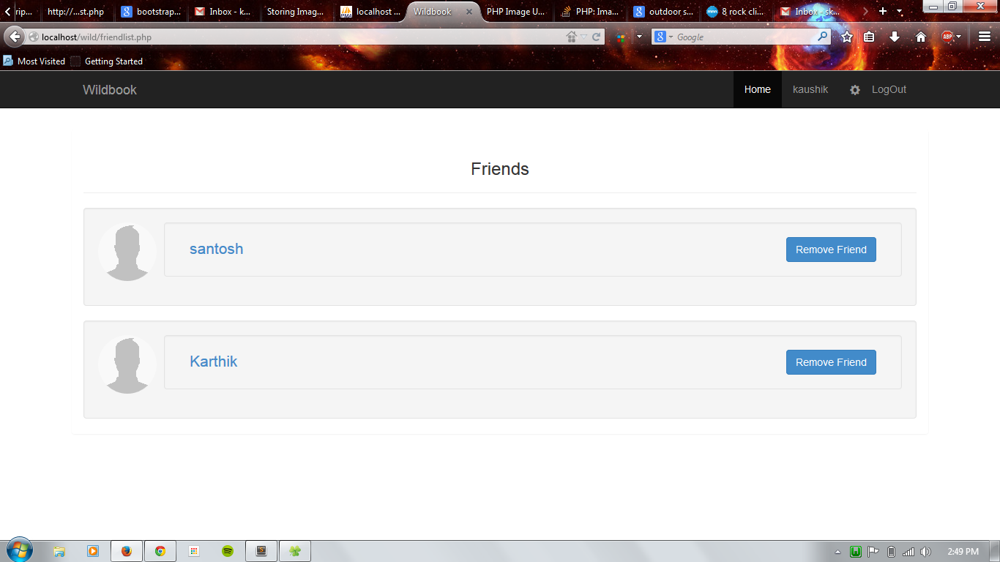 rip...
http://...st.php
bootstrap...
Inbox - k...
Storing Imag...
localhost ...
Wildbook
PHP Image U...
PHP: Ima...
outdoor s...
8 rock cli...
Inbox - sk...
localhost/wild/friendlist.php
Google
ABP
Most Visited
Getting Started
Wildbook
Home
kaushik
LogOut
Friends
santosh
Remove Friend
Karthik
Remove Friend
2:49 PM